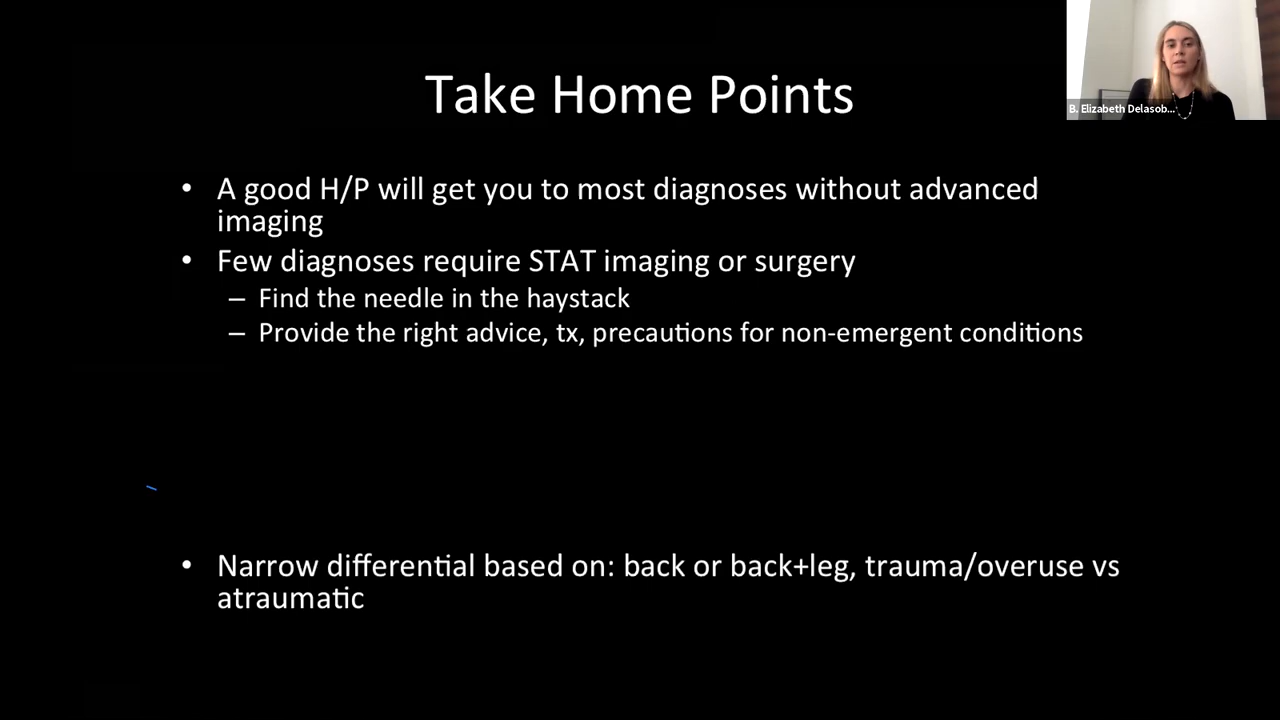 Take Home Points
B. Elizabeth Delasob...
• A good H/P will get you to most diagnoses without advanced
imaging
• Few diagnoses require STAT imaging or surgery
– Find the needle in the haystack
– Provide the right advice, tx, precautions for non-emergent conditions
• Narrow differential based on: back or back+leg, trauma/overuse vs
atraumatic